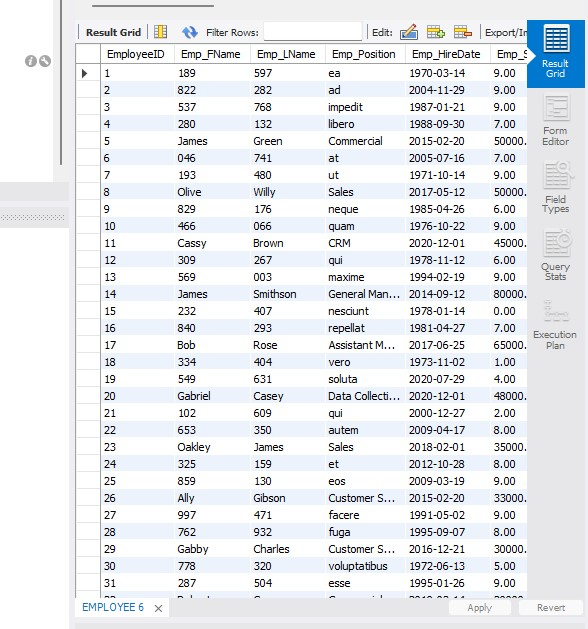 Result Grid Filter Rows: Edit: Export/Im
EmployeeID Emp_FName Emp_LName Emp_Position Emp_HireDate Emp_S
1 189 597 ea 1970-03-14 9.00
2 822 282 ad 2004-11-29 9.00
3 537 768 impedit 1987-01-21 9.00
4 280 132 libero 1988-09-30 7.00
5 James Green Commercial 2015-02-20 50000.
6 046 741 at 2005-07-16 7.00
7 193 480 ut 1971-10-14 9.00
8 Olive Willy Sales 2017-05-12 50000.
9 829 176 neque 1985-04-26 6.00
10 466 066 quam 1976-10-22 9.00
11 Cassy Brown CRM 2020-12-01 45000.
12 309 267 qui 1978-11-12 6.00
13 569 003 maxime 1994-02-19 9.00
14 James Smithson General Man... 2014-09-12 80000.
15 232 407 nesciunt 1978-01-14 0.00
16 840 293 repellat 1981-04-27 7.00
17 Bob Rose Assistant M... 2017-06-25 65000.
18 334 404 vero 1973-11-02 1.00
19 549 631 soluta 2020-07-29 4.00
20 Gabriel Casey Data Collecti... 2020-12-01 48000.
21 102 609 qui 2000-12-27 2.00
22 653 350 autem 2009-04-17 8.00
23 Oakley James Sales 2018-02-01 35000.
24 325 159 et 2012-10-28 8.00
25 859 130 eos 2009-03-19 9.00
26 Ally Gibson Customer S... 2015-02-20 33000.
27 997 471 facere 1991-05-02 9.00
28 762 932 fuga 1995-09-07 8.00
29 Gabby Charles Customer S... 2016-12-21 30000.
30 778 320 voluptatibus 1972-06-13 5.00
31 287 504 esse 1995-01-26 9.00
Result
Grid
Form
Editor
Field
Types
Query
Stats
Execution
Plan
EMPLOYEE 6 Apply Revert